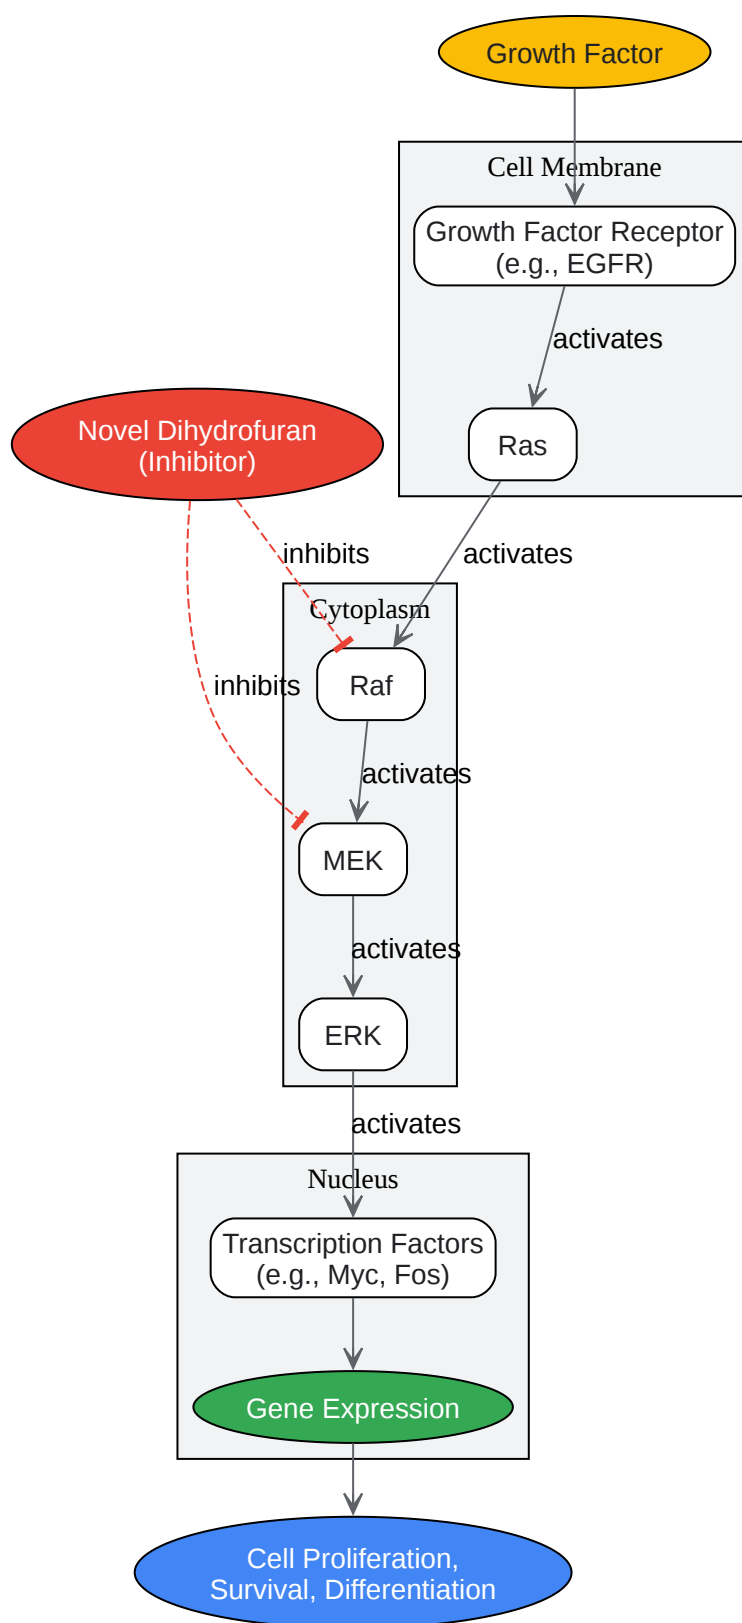 Growth Factor
Cell Membrane
Growth Factor Receptor
(e.g., EGFR)
activates
Novel Dihydrofuran
(Inhibitor)
Ras
inhibits
activates
Cytoplasm
Raf
inhibits
activates
MEK
activates
ERK
activates
Nucleus
Transcription Factors
(e.g., Myc, Fos)
Gene Expression
Cell Proliferation,
Survival, Differentiation